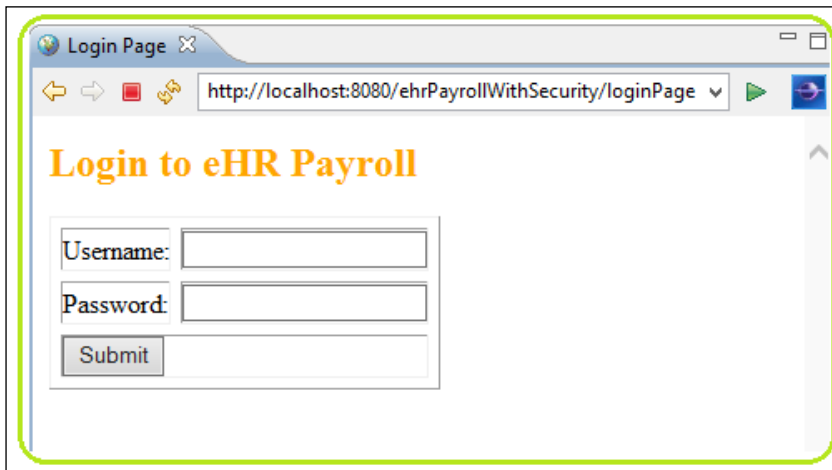 Login Page
http://localhost:8080/ehrPayrollWithSecurity/loginPage
Login to eHR Payroll
Username:
Password:
Submit